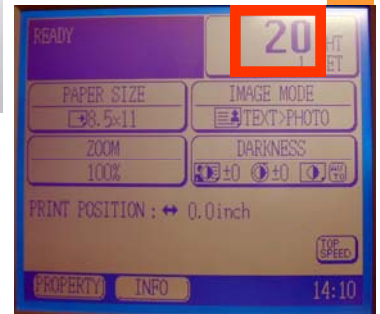 READY
20 HT
1 ET
PAPER SIZE
8.5x11
IMAGE MODE
TEXT>PHOTO
ZOOM
100%
DARKNESS
±0 ±0 AUTO
PRINT POSITION : ↔ 0.0inch
TOP SPEED
PROPERTY INFO 14:10